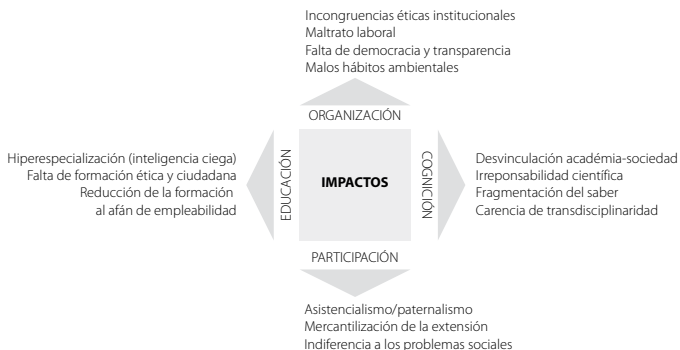 Incongruencias éticas institucionales
Maltrato laboral
Falta de democracia y transparencia
Malos hábitos ambientales
ORGANIZACIÓN
Hiperespecialización (inteligencia ciega)
Falta de formación ética y ciudadana
Reducción de la formación
al afán de empleabilidad
EDUCACIÓN
IMPACTOS
COGNICIÓN
Desvinculación académia-sociedad
Irreponsabilidad científica
Fragmentación del saber
Carencia de transdisciplinaridad
PARTICIPACIÓN
Asistencialismo/paternalismo
Mercantilización de la extensión
Indiferencia a los problemas sociales